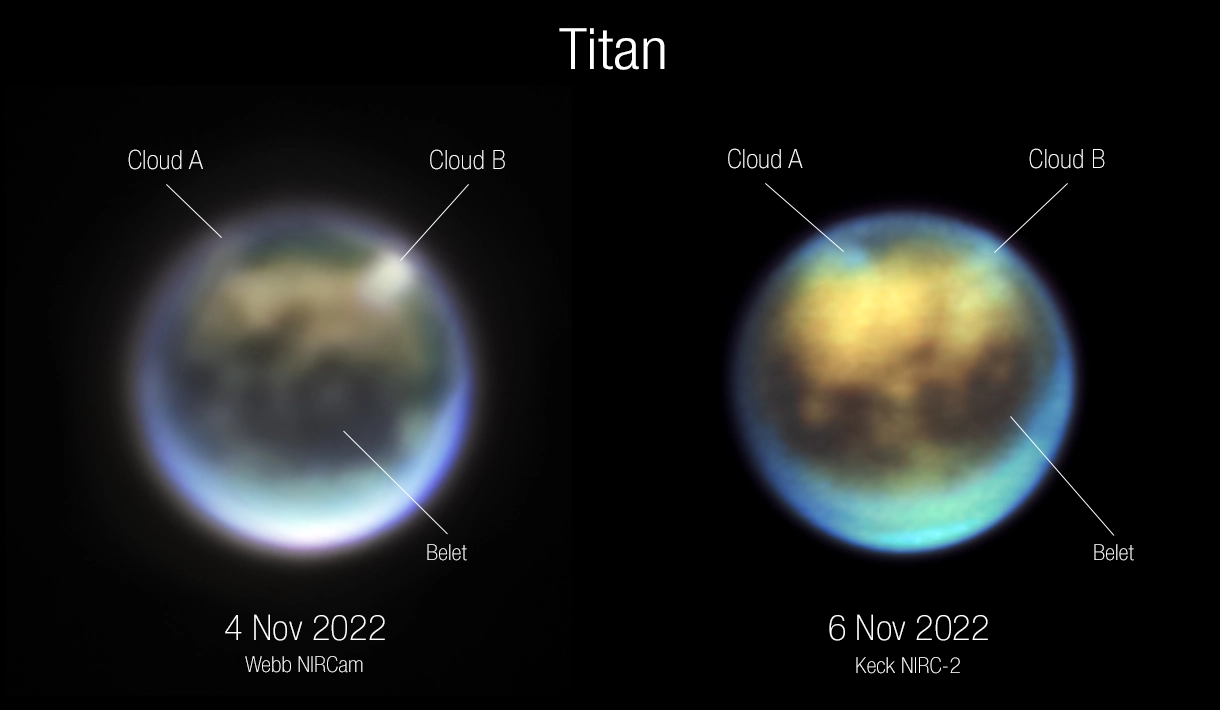 Titan
Cloud A
Cloud B
Belet
4 Nov 2022
Webb NIRCam
Cloud A
Cloud B
Belet
6 Nov 2022
Keck NIRC-2